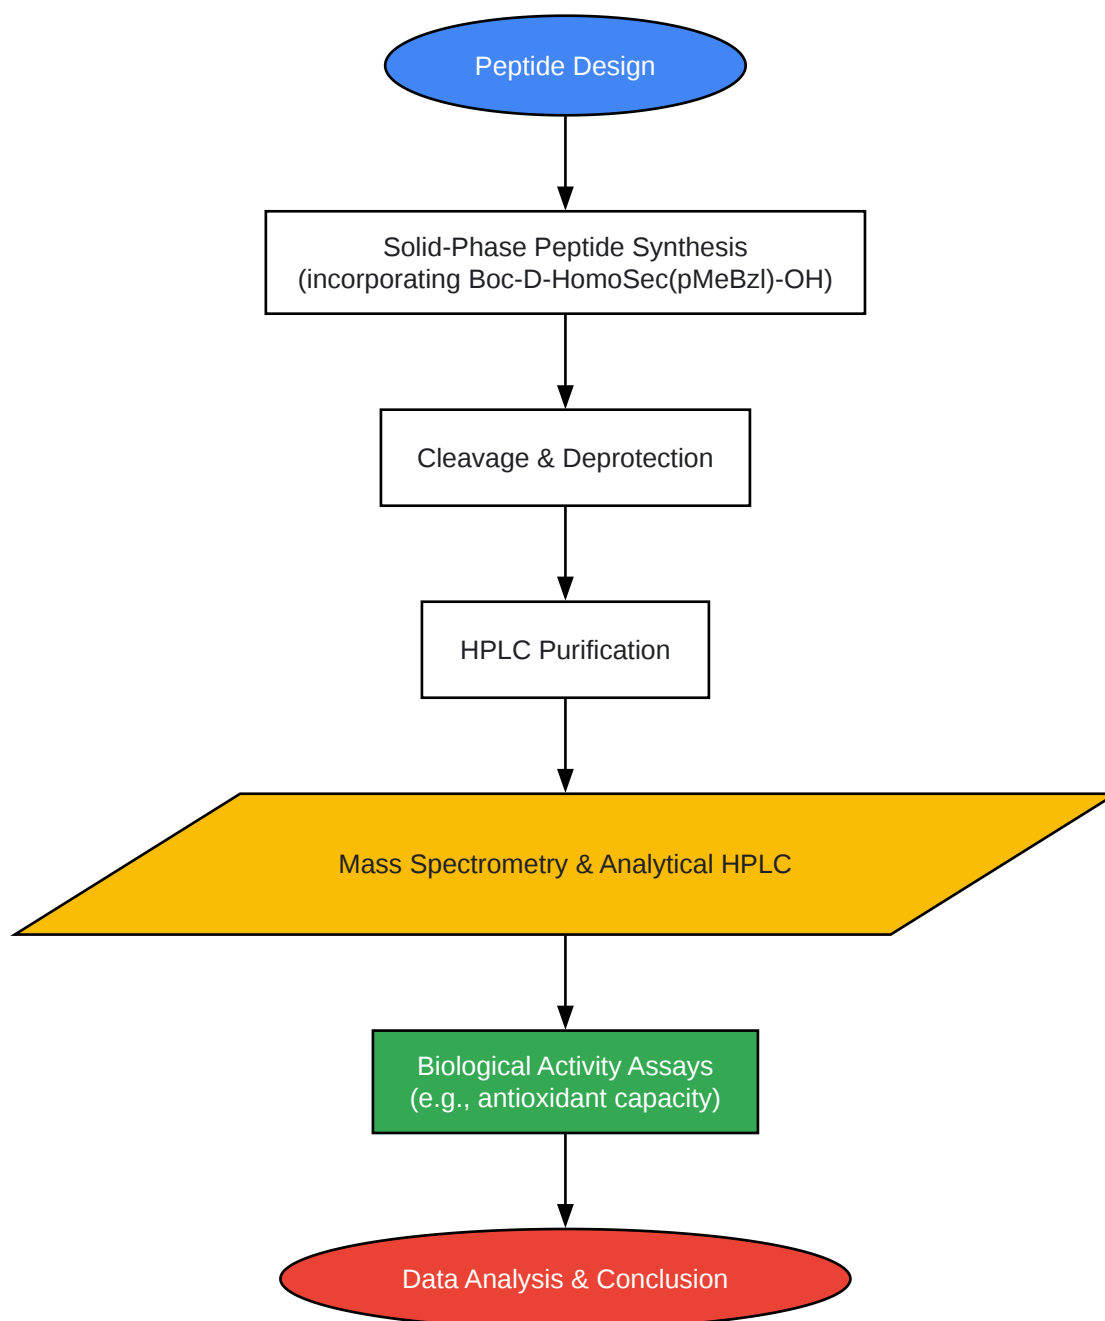 Peptide Design
Solid-Phase Peptide Synthesis
(incorporating Boc-D-HomoSec(pMeBzl)-OH)
Cleavage & Deprotection
HPLC Purification
Mass Spectrometry & Analytical HPLC
Biological Activity Assays
(e.g., antioxidant capacity)
Data Analysis & Conclusion